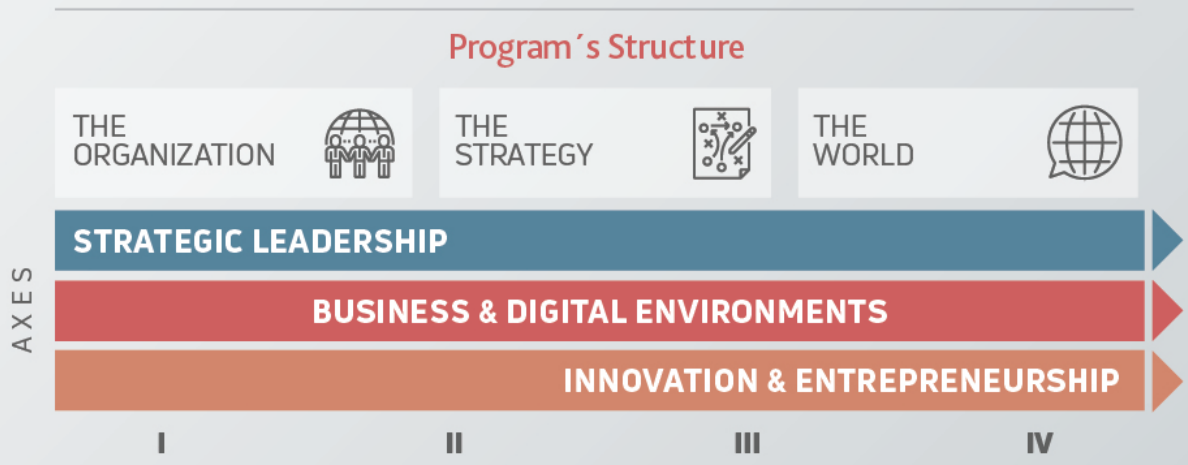 Program´s Structure
THE
ORGANIZATION
THE
STRATEGY
THE
WORLD
AXES
STRATEGIC LEADERSHIP
BUSINESS & DIGITAL ENVIRONMENTS
INNOVATION & ENTREPRENEURSHIP
I II III IV